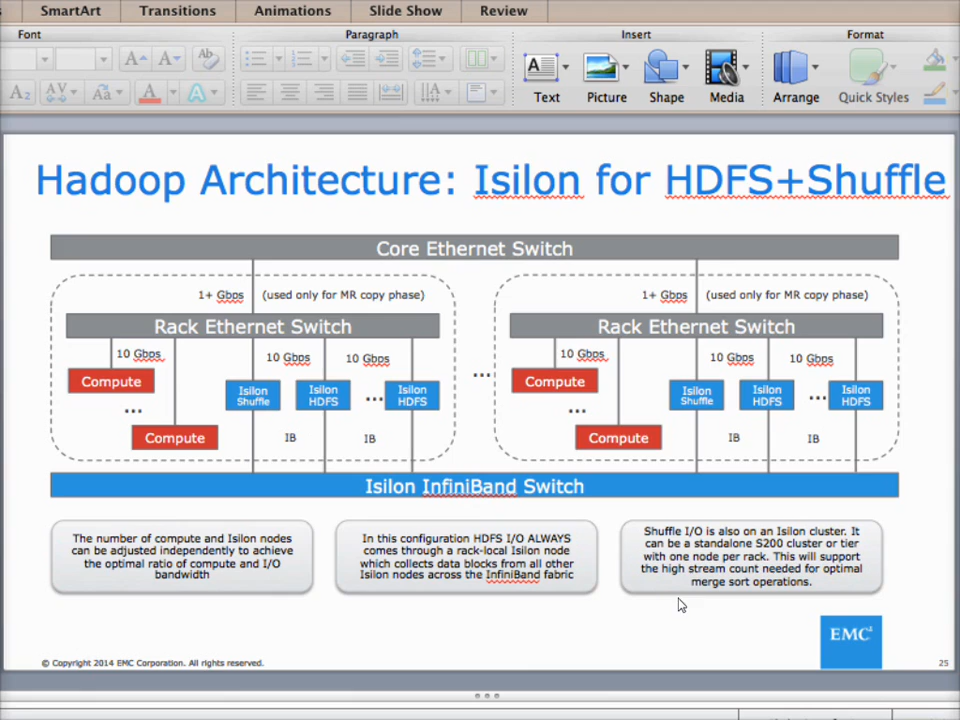 SmartArt Transitions Animations Slide Show Review
Font Paragraph Insert Format
Text Picture Shape Media Arrange Quick Styles
Hadoop Architecture: Isilon for HDFS+Shuffle
Core Ethernet Switch
1+ Gbps (used only for MR copy phase)
Rack Ethernet Switch
10 Gbps 10 Gbps 10 Gbps
Compute
Isilon
Shuffle
Isilon
HDFS
...
Isilon
HDFS
...
Compute
IB IB
...
1+ Gbps (used only for MR copy phase)
Rack Ethernet Switch
10 Gbps 10 Gbps 10 Gbps
Compute
Isilon
Shuffle
Isilon
HDFS
...
Isilon
HDFS
...
Compute
IB IB
Isilon InfiniBand Switch
The number of compute and Isilon nodes
can be adjusted independently to achieve
the optimal ratio of compute and I/O
bandwidth
In this configuration HDFS I/O ALWAYS
comes through a rack-local Isilon node
which collects data blocks from all other
Isilon nodes across the InfiniBand fabric
Shuffle I/O is also on an Isilon cluster. It
can be a standalone S200 cluster or tier
with one node per rack. This will support
the high stream count needed for optimal
merge sort operations.
EMC²
© Copyright 2014 EMC Corporation. All rights reserved.
25